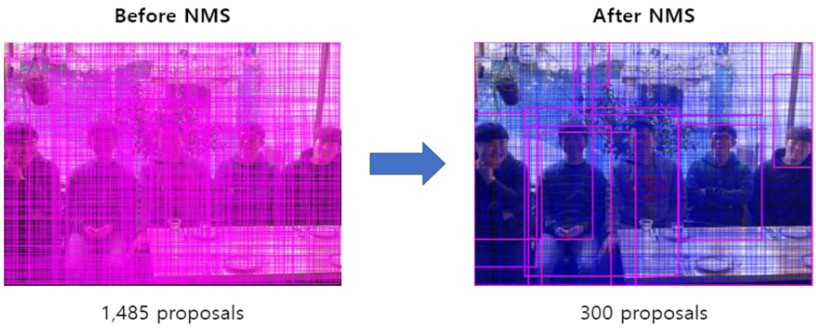 Before NMS
After NMS
1,485 proposals
300 proposals